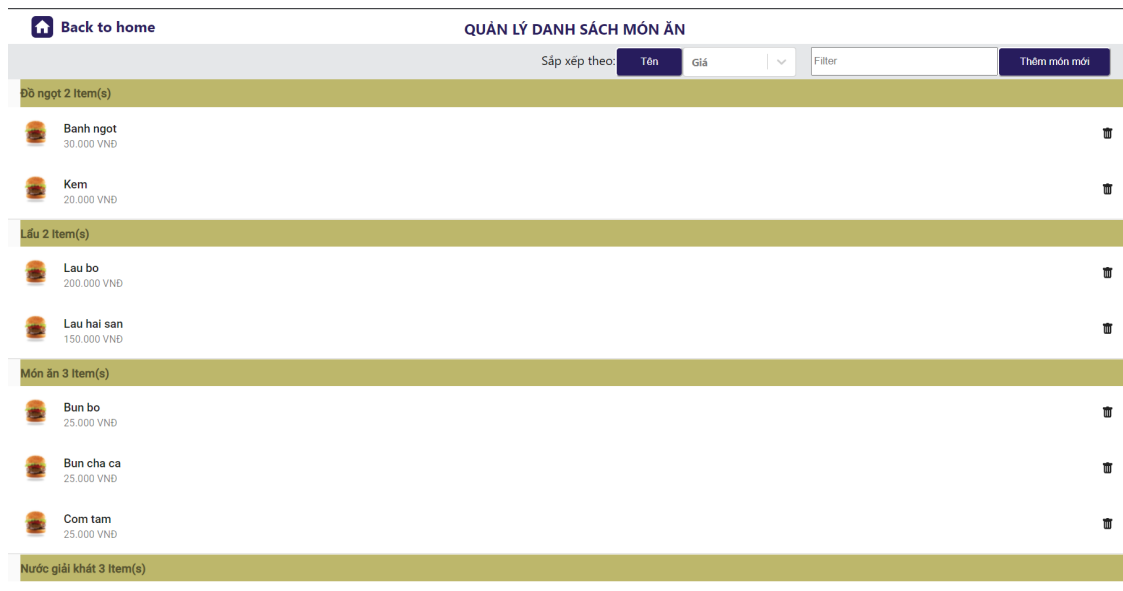 Back to home
QUẢN LÝ DANH SÁCH MÓN ĂN
Sắp xếp theo: Tên Giá Filter Thêm món mới
Đồ ngọt 2 Item(s)
Banh ngot
30.000 VNĐ
Kem
20.000 VNĐ
Lẩu 2 Item(s)
Lau bo
200.000 VNĐ
Lau hai san
150.000 VNĐ
Món ăn 3 Item(s)
Bun bo
25.000 VNĐ
Bun cha ca
25.000 VNĐ
Com tam
25.000 VNĐ
Nước giải khát 3 Item(s)